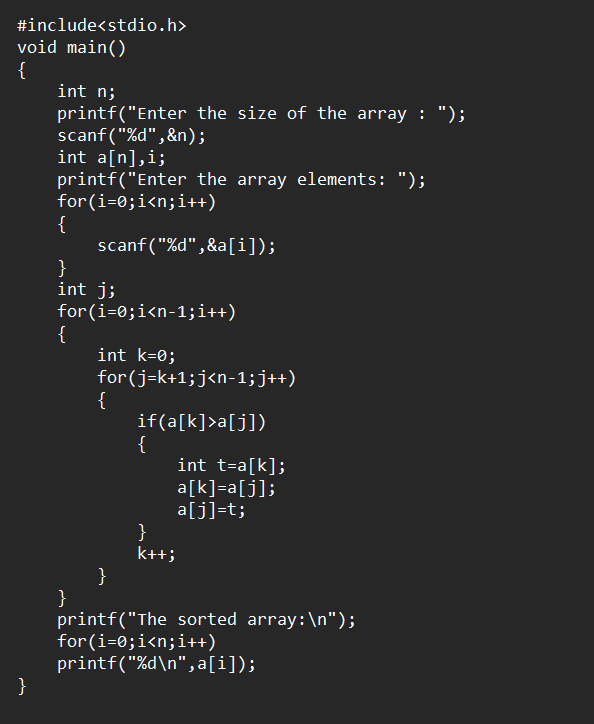 #include<stdio.h>
void main()
{
    int n;
    printf("Enter the size of the array : ");
    scanf("%d",&n);
    int a[n],i;
    printf("Enter the array elements: ");
    for(i=0;i<n;i++)
    {
        scanf("%d",&a[i]);
    }
    int j;
    for(i=0;i<n-1;i++)
    {
        int k=0;
        for(j=k+1;j<n-1;j++)
        {
            if(a[k]>a[j])
            {
                int t=a[k];
                a[k]=a[j];
                a[j]=t;
            }
            k++;
        }
    }
    printf("The sorted array:\n");
    for(i=0;i<n;i++)
    printf("%d\n",a[i]);
}